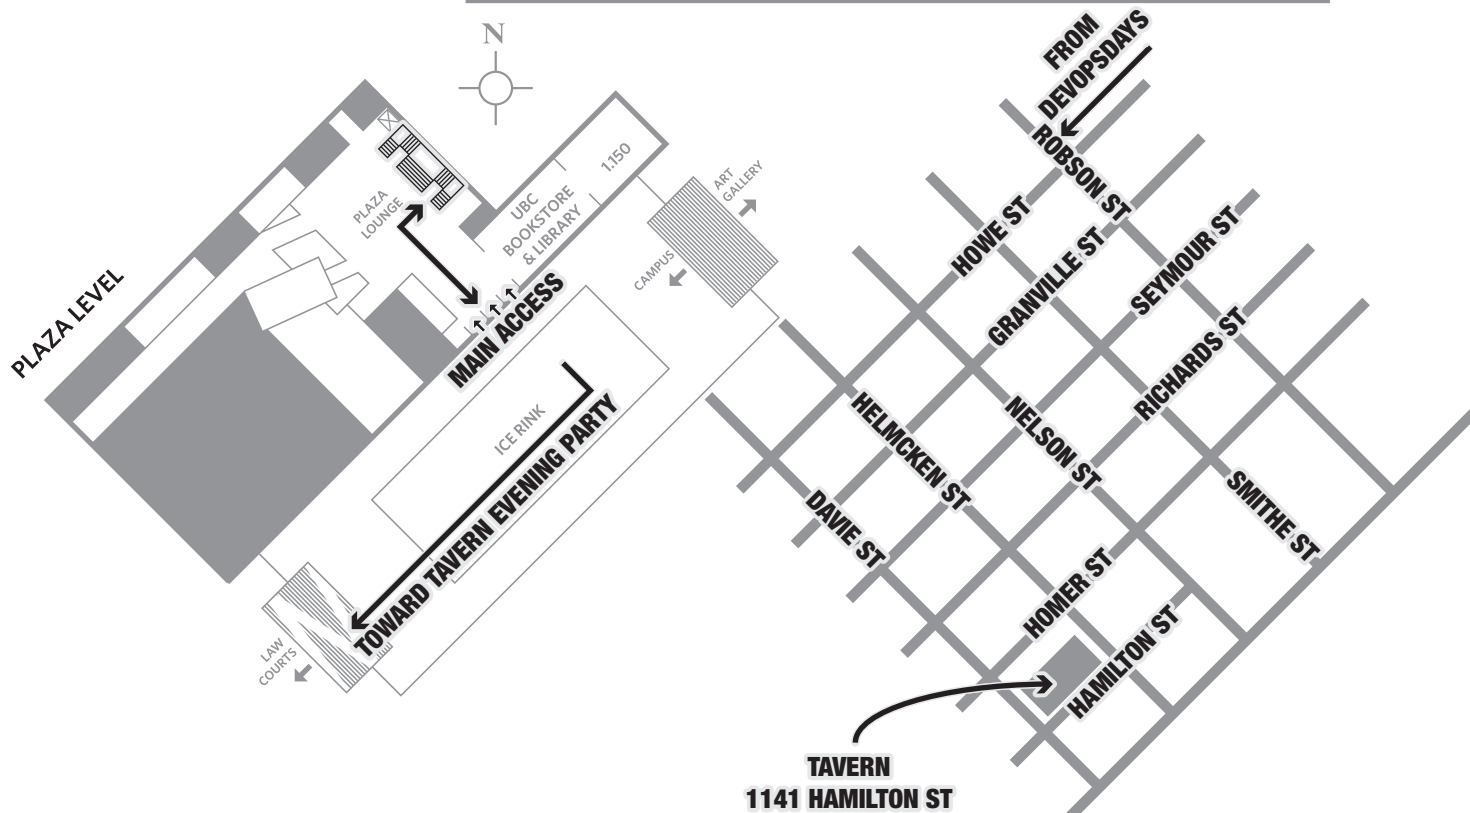 N
PLAZA LEVEL
PLAZA
LOUNGE
UBC
BOOKSTORE
& LIBRARY
1.150
ART
GALLERY
CAMPUS
MAIN ACCESS
ICE RINK
TOWARD TAVERN EVENING PARTY
LAW
COURTS
FROM
DEVOPSDAYS
ROBSON ST
HOWE ST
GRANVILLE ST
SEYMOUR ST
RICHARDS ST
HELMCKEN ST
NELSON ST
SMITHE ST
DAVIE ST
HOMER ST
HAMILTON ST
TAVERN
1141 HAMILTON ST